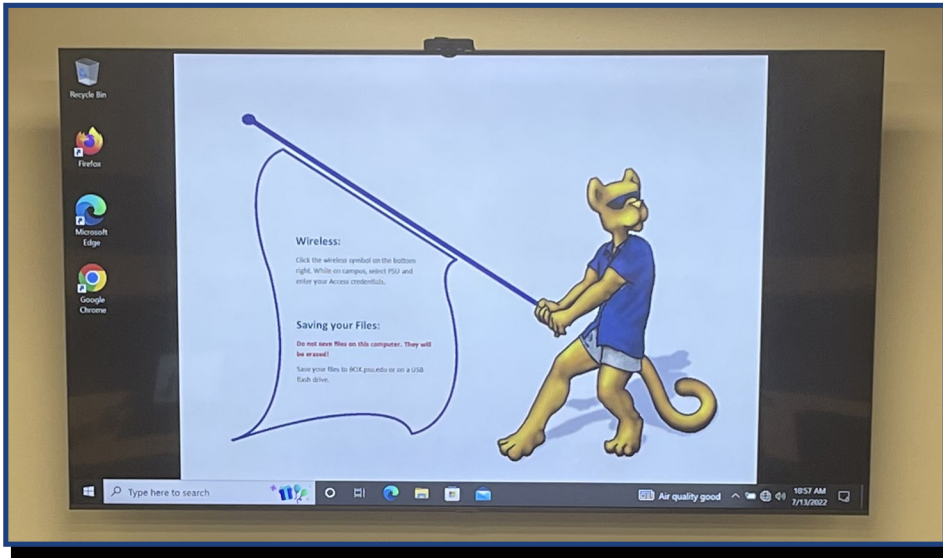 Recycle Bin
Firefox
Microsoft
Edge
Google
Chrome
Wireless:
Click the wireless symbol on the bottom
right. While on campus, select PSU and
enter your Access credentials.
Saving your Files:
Do not save files on this computer. They will
be erased!
Save your files to BOX.psu.edu or on a USB
flash drive.
Type here to search
Air quality good
10:57 AM
7/13/2022